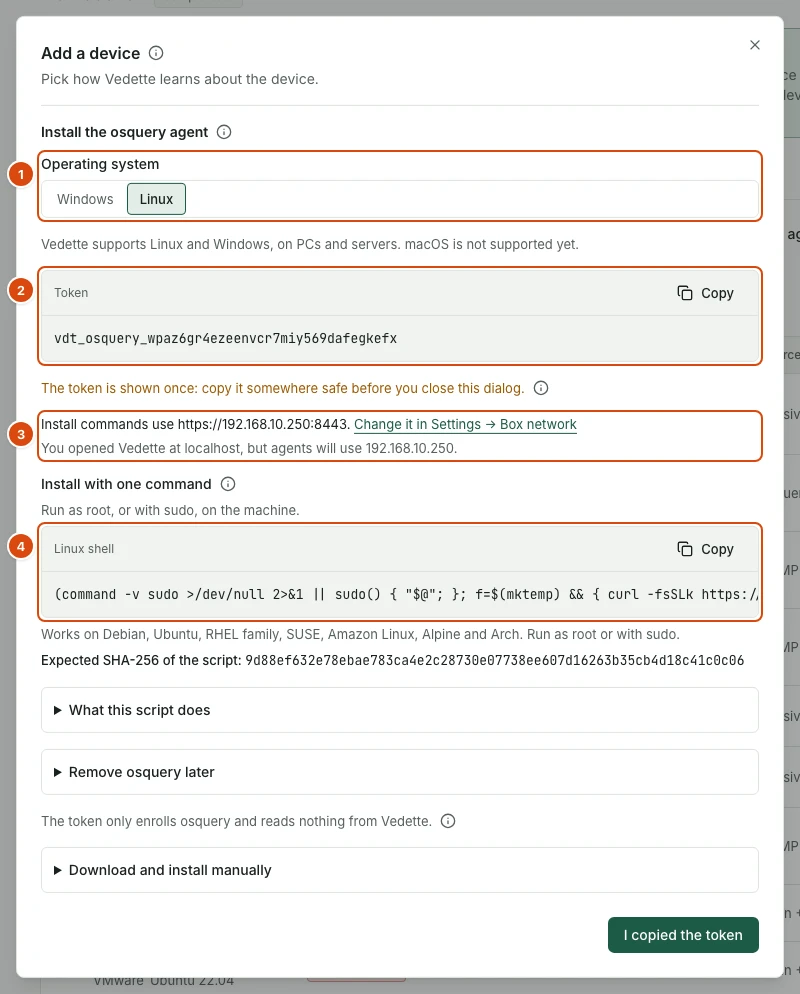 Add a device
Pick how Vedette learns about the device.
Install the osquery agent
1
Operating system
Windows
Linux
Vedette supports Linux and Windows, on PCs and servers. macOS is not supported yet.
2
Token
Copy
vdt_osquery_wpaz6gr4ezeenvcr7miy569dafegkefx
The token is shown once: copy it somewhere safe before you close this dialog.
3
Install commands use https://192.168.10.250:8443. Change it in Settings → Box network
You opened Vedette at localhost, but agents will use 192.168.10.250.
Install with one command
Run as root, or with sudo, on the machine.
4
Linux shell
Copy
(command -v sudo >/dev/null 2>&1 || sudo() { "$@"; }; f=$(mktemp) && { curl -fsSLk https:/
Works on Debian, Ubuntu, RHEL family, SUSE, Amazon Linux, Alpine and Arch. Run as root or with sudo.
Expected SHA-256 of the script: 9d88ef632e78ebae783ca4e2c28730e07738ee607d16263b35cb4d18c41c0c06
What this script does
Remove osquery later
The token only enrolls osquery and reads nothing from Vedette.
Download and install manually
I copied the token
VMware Ubuntu 22.04